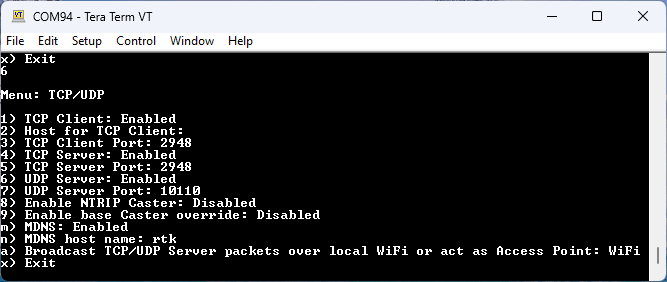 COM94 - Tera Term VT
File Edit Setup Control Window Help
x) Exit
6
Menu: TCP/UDP
1) TCP Client: Enabled
2) Host for TCP Client:
3) TCP Client Port: 2948
4) TCP Server: Enabled
5) TCP Server Port: 2948
6) UDP Server: Enabled
7) UDP Server Port: 10110
8) Enable NTRIP Caster: Disabled
9) Enable base Caster override: Disabled
m) MDNS: Enabled
n) MDNS host name: rtk
a) Broadcast TCP/UDP Server packets over local WiFi or act as Access Point: WiFi
x) Exit